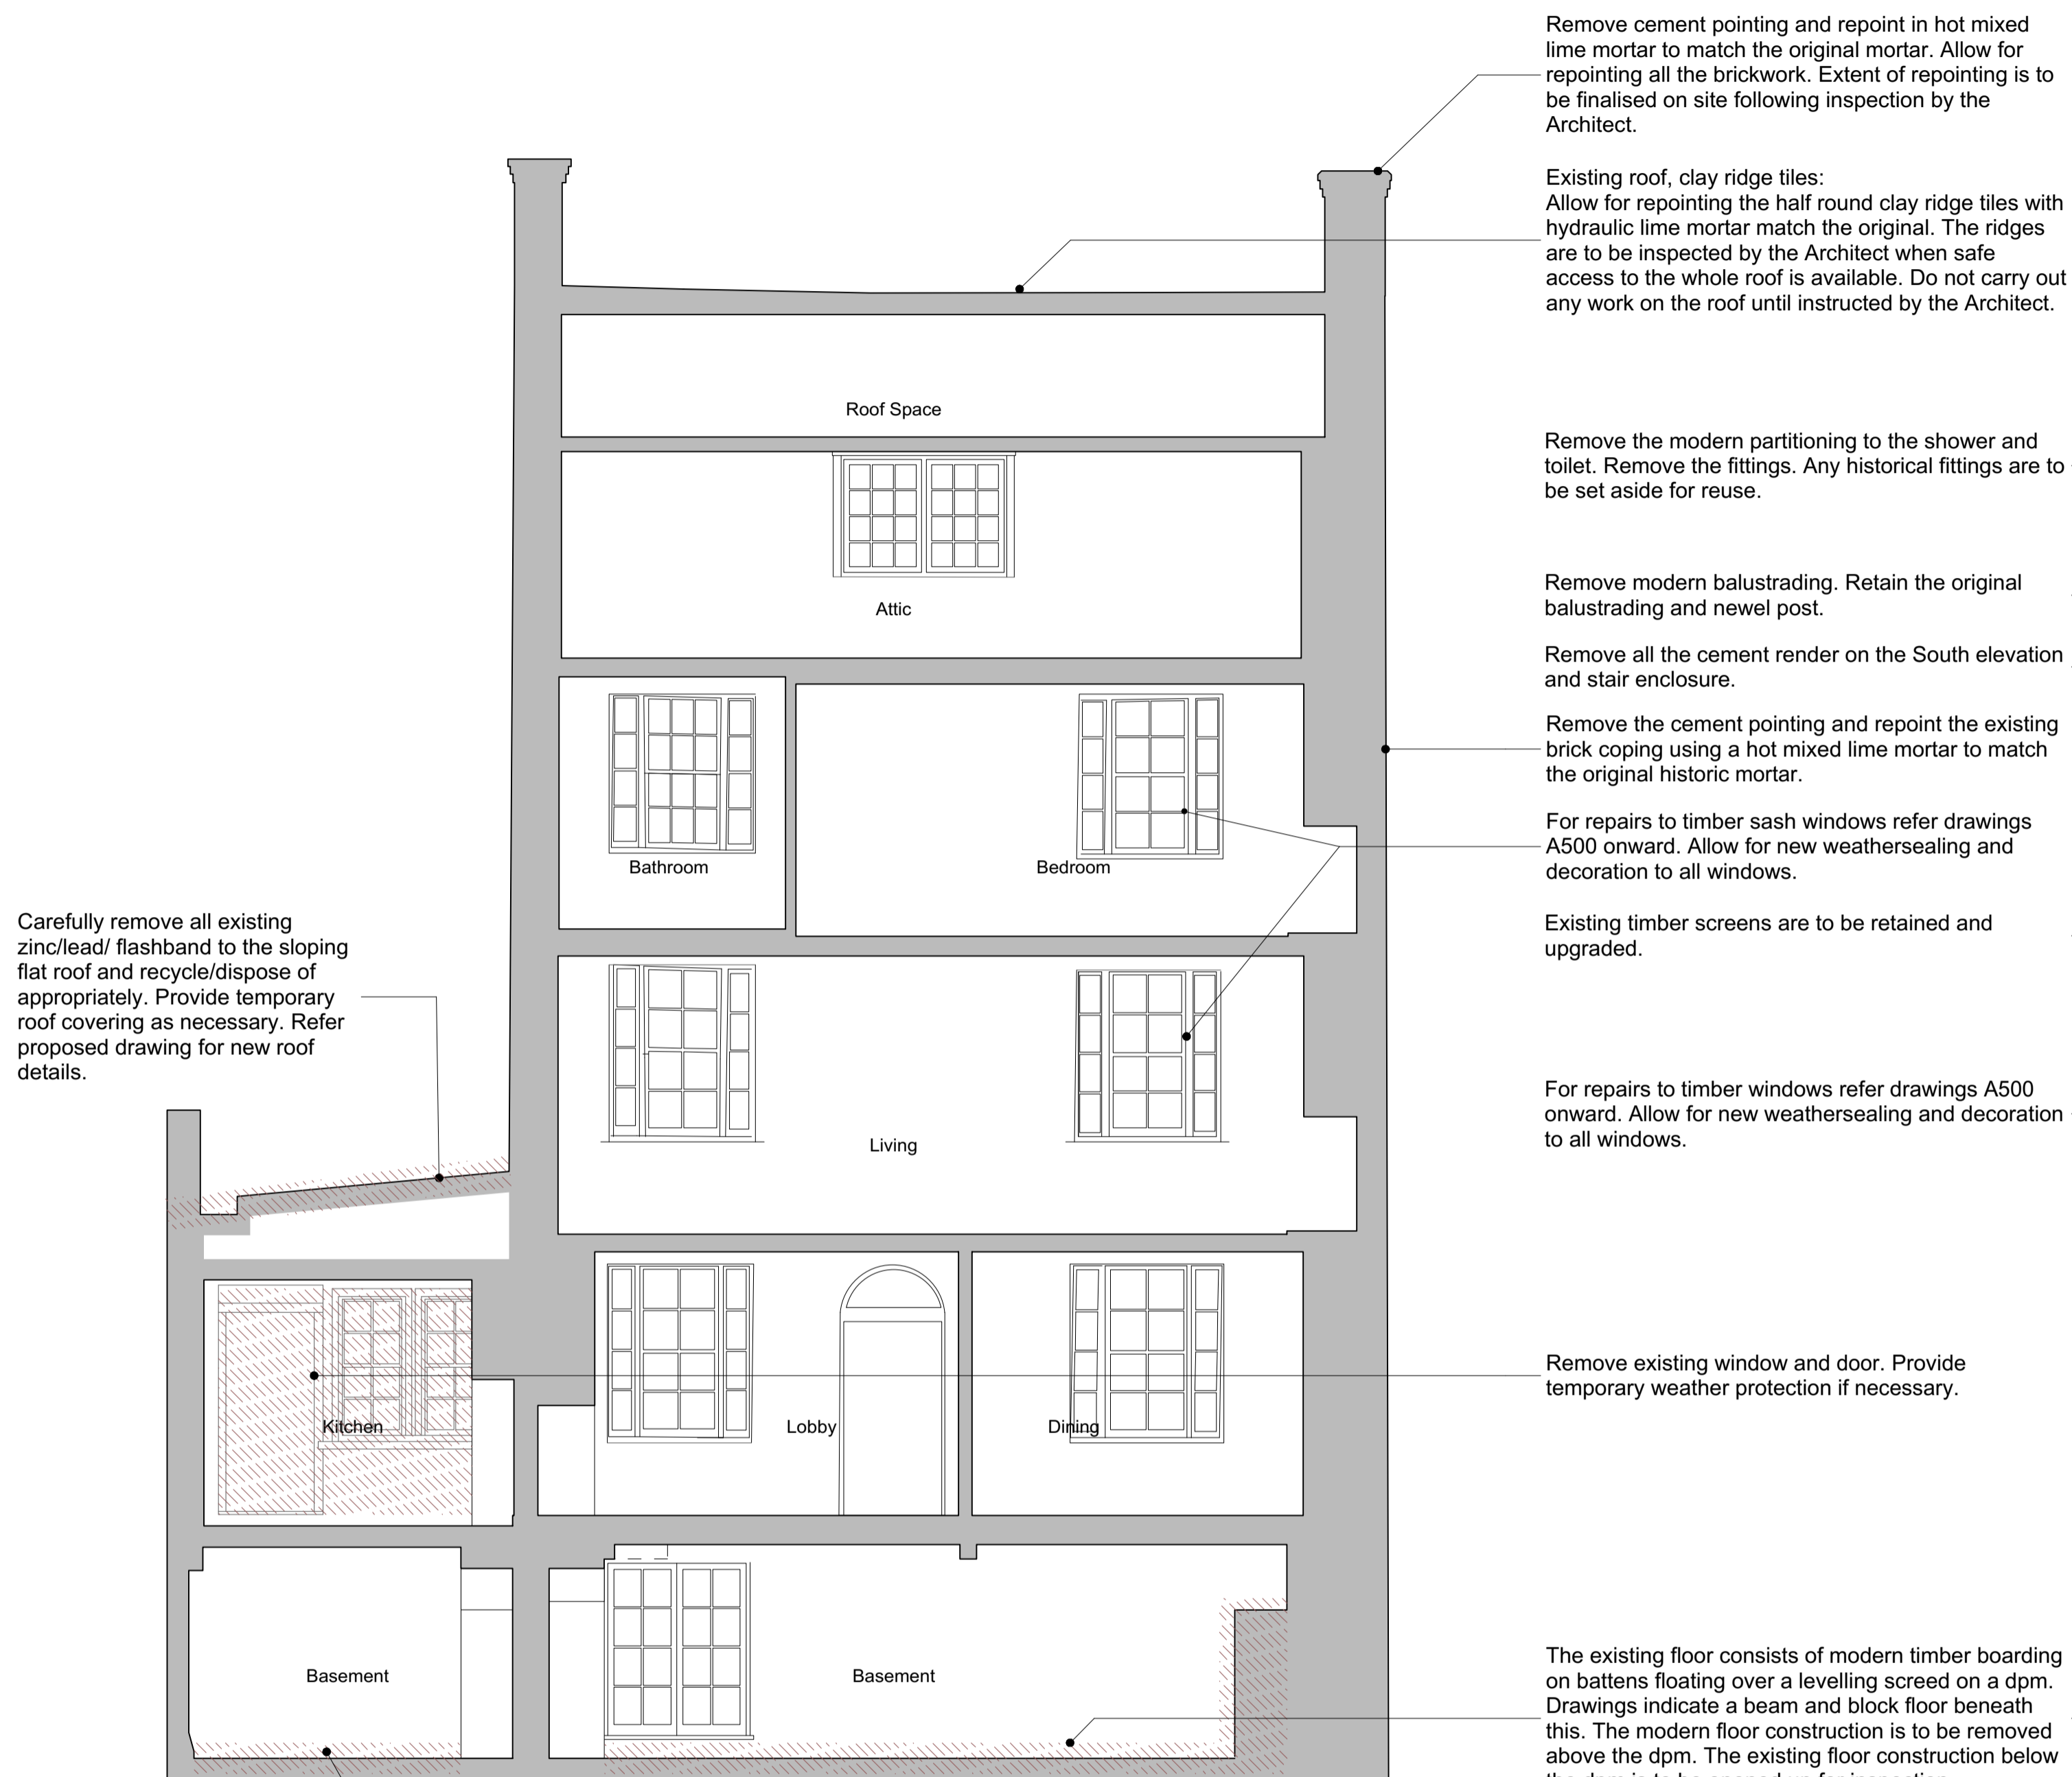 Remove cement pointing and repoint in hot mixed
lime mortar to match the original mortar. Allow for
repointing all the brickwork. Extent of repointing is to
be finalised on site following inspection by the
Architect.
Existing roof, clay ridge tiles:
Allow for repointing the half round clay ridge tiles with
hydraulic lime mortar match the original. The ridges
are to be inspected by the Architect when safe
access to the whole roof is available. Do not carry out
any work on the roof until instructed by the Architect.
Roof Space
Remove the modern partitioning to the shower and
toilet. Remove the fittings. Any historical fittings are to
be set aside for reuse.
Attic
Remove modern balustrading. Retain the original
balustrading and newel post.
Remove all the cement render on the South elevation
and stair enclosure.
Remove the cement pointing and repoint the existing
brick coping using a hot mixed lime mortar to match
the original historic mortar.
Bathroom
Bedroom
For repairs to timber sash windows refer drawings
A500 onward. Allow for new weathersealing and
decoration to all windows.
Existing timber screens are to be retained and
upgraded.
Carefully remove all existing
zinc/lead/ flashband to the sloping
flat roof and recycle/dispose of
appropriately. Provide temporary
roof covering as necessary. Refer
proposed drawing for new roof
details.
Living
For repairs to timber windows refer drawings A500
onward. Allow for new weathersealing and decoration
to all windows.
Kitchen
Lobby
Dining
Remove existing window and door. Provide
temporary weather protection if necessary.
Basement
Basement
The existing floor consists of modern timber boarding
on battens floating over a levelling screed on a dpm.
Drawings indicate a beam and block floor beneath
this. The modern floor construction is to be removed
above the dpm. The existing floor construction below
the dpm is to be opened up for inspection